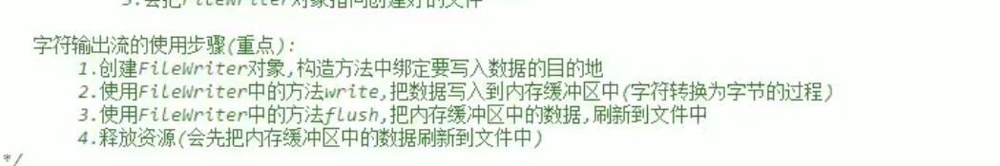 3.会把FileWriter对象指向创建好的文件
字符输出流的使用步骤(重点):
1.创建FileWriter对象,构造方法中绑定要写入数据的目的地
2.使用FileWriter中的方法write,把数据写入到内存缓冲区中(字符转换为字节的过程)
3.使用FileWriter中的方法flush,把内存缓冲区中的数据,刷新到文件中
4.释放资源(会先把内存缓冲区中的数据刷新到文件中)
*/